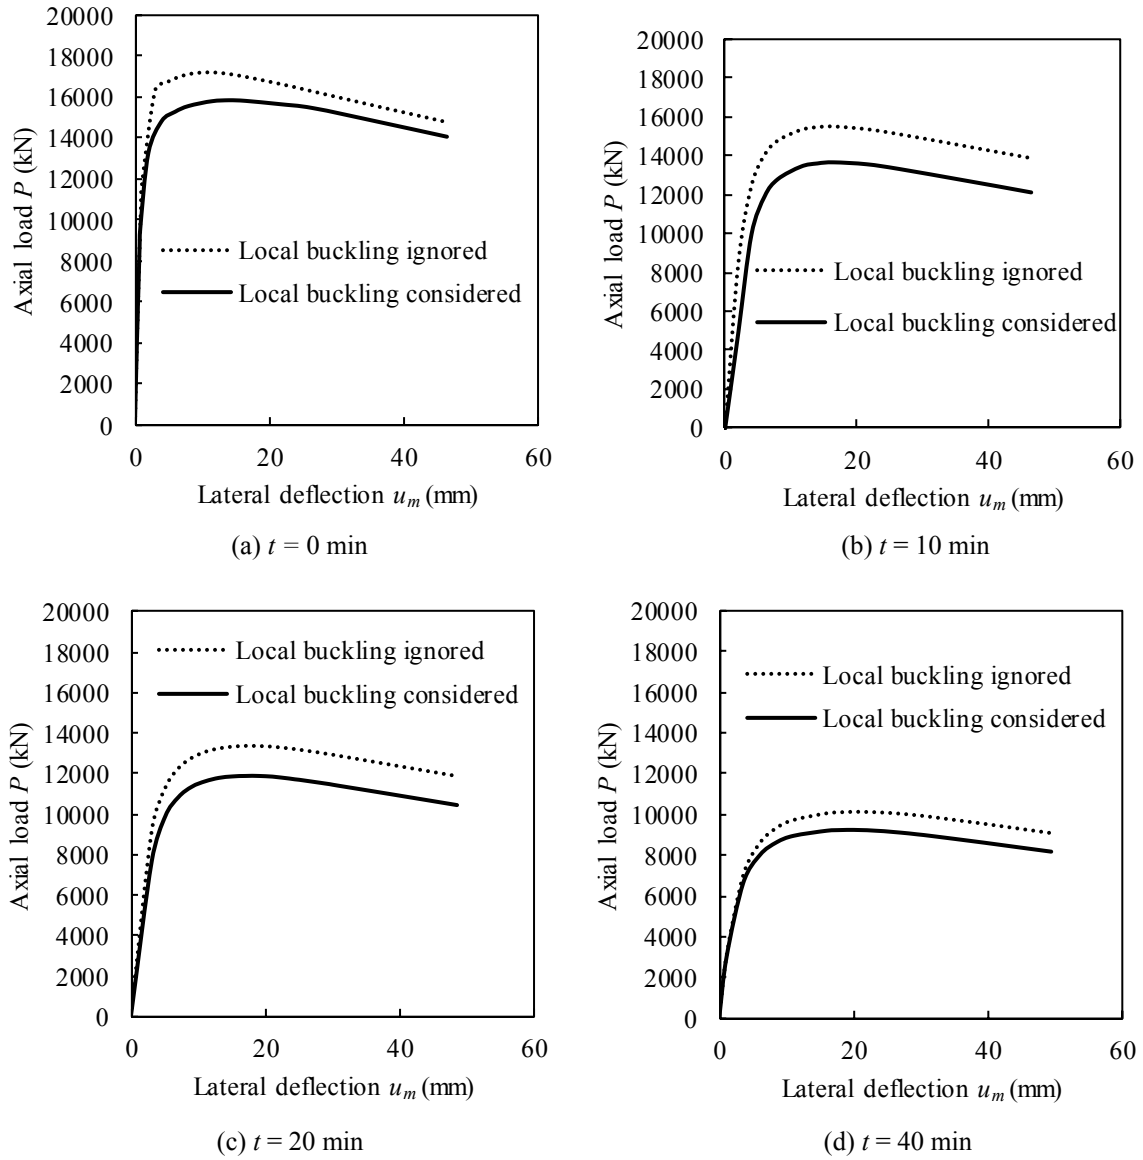 20000
18000
16000
14000
12000
10000
8000
6000
4000
2000
0
Axial load P (kN)
Local buckling ignored
Local buckling considered
0 20 40 60
Lateral deflection um (mm)
(a) t = 0 min
20000
18000
16000
14000
12000
10000
8000
6000
4000
2000
0
Axial load P (kN)
Local buckling ignored
Local buckling considered
0 20 40 60
Lateral deflection um (mm)
(b) t = 10 min
20000
18000
16000
14000
12000
10000
8000
6000
4000
2000
0
Axial load P (kN)
Local buckling ignored
Local buckling considered
0 20 40 60
Lateral deflection um (mm)
(c) t = 20 min
20000
18000
16000
14000
12000
10000
8000
6000
4000
2000
0
Axial load P (kN)
Local buckling ignored
Local buckling considered
0 20 40 60
Lateral deflection um (mm)
(d) t = 40 min